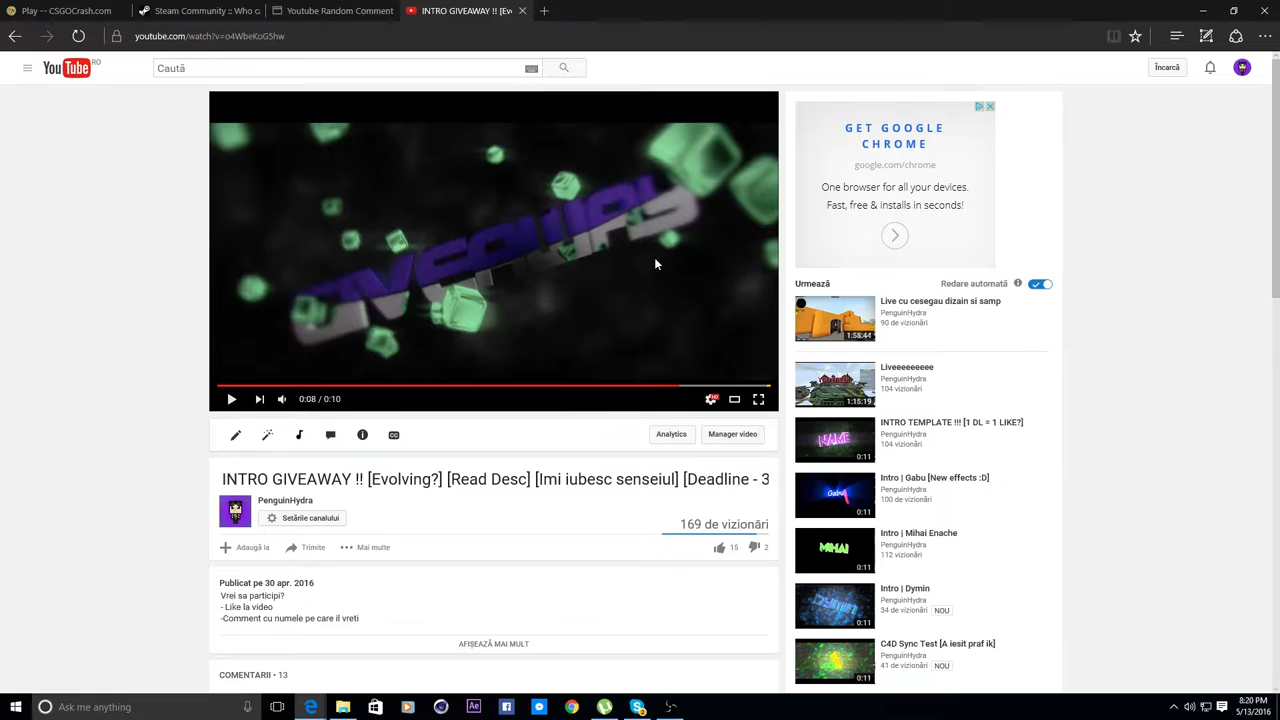 Play -- CSGOCrash.com
Steam Community :: Who c
Youtube Random Comment
INTRO GIVEAWAY !! [Ev
youtube.com/watch?v=o4WbeKoG5hw
YouTube RO
Caută
Încarcă
GET GOOGLE
CHROME
google.com/chrome
One browser for all your devices.
Fast, free & installs in seconds!
0:08 / 0:10
HD
Analytics
Manager video
INTRO GIVEAWAY !! [Evolving?] [Read Desc] [Imi iubesc senseiul] [Deadline - 3
PenguinHydra
Setările canalului
169 de vizionări
Adaugă la
Trimite
Mai multe
15
2
Publicat pe 30 apr. 2016
Vrei sa participi?
- Like la video
-Comment cu numele pe care il vreti
AFIȘEAZĂ MAI MULT
COMENTARII • 13
Urmează
Redare automată
Live cu cesegau dizain si samp
PenguinHydra
90 de vizionări
1:58:44
Liveeeeeeeee
PenguinHydra
104 vizionări
1:15:19
INTRO TEMPLATE !!! [1 DL = 1 LIKE?]
PenguinHydra
104 vizionări
NAME
0:11
Intro | Gabu [New effects :D]
PenguinHydra
100 de vizionări
Gabu
0:11
Intro | Mihai Enache
PenguinHydra
112 vizionări
MIHAI
0:11
Intro | Dymin
PenguinHydra
34 de vizionări
NOU
Dymin
0:11
C4D Sync Test [A iesit praf ik]
PenguinHydra
41 de vizionări
NOU
0:11
Ask me anything
Ae
8:20 PM
5/13/2016